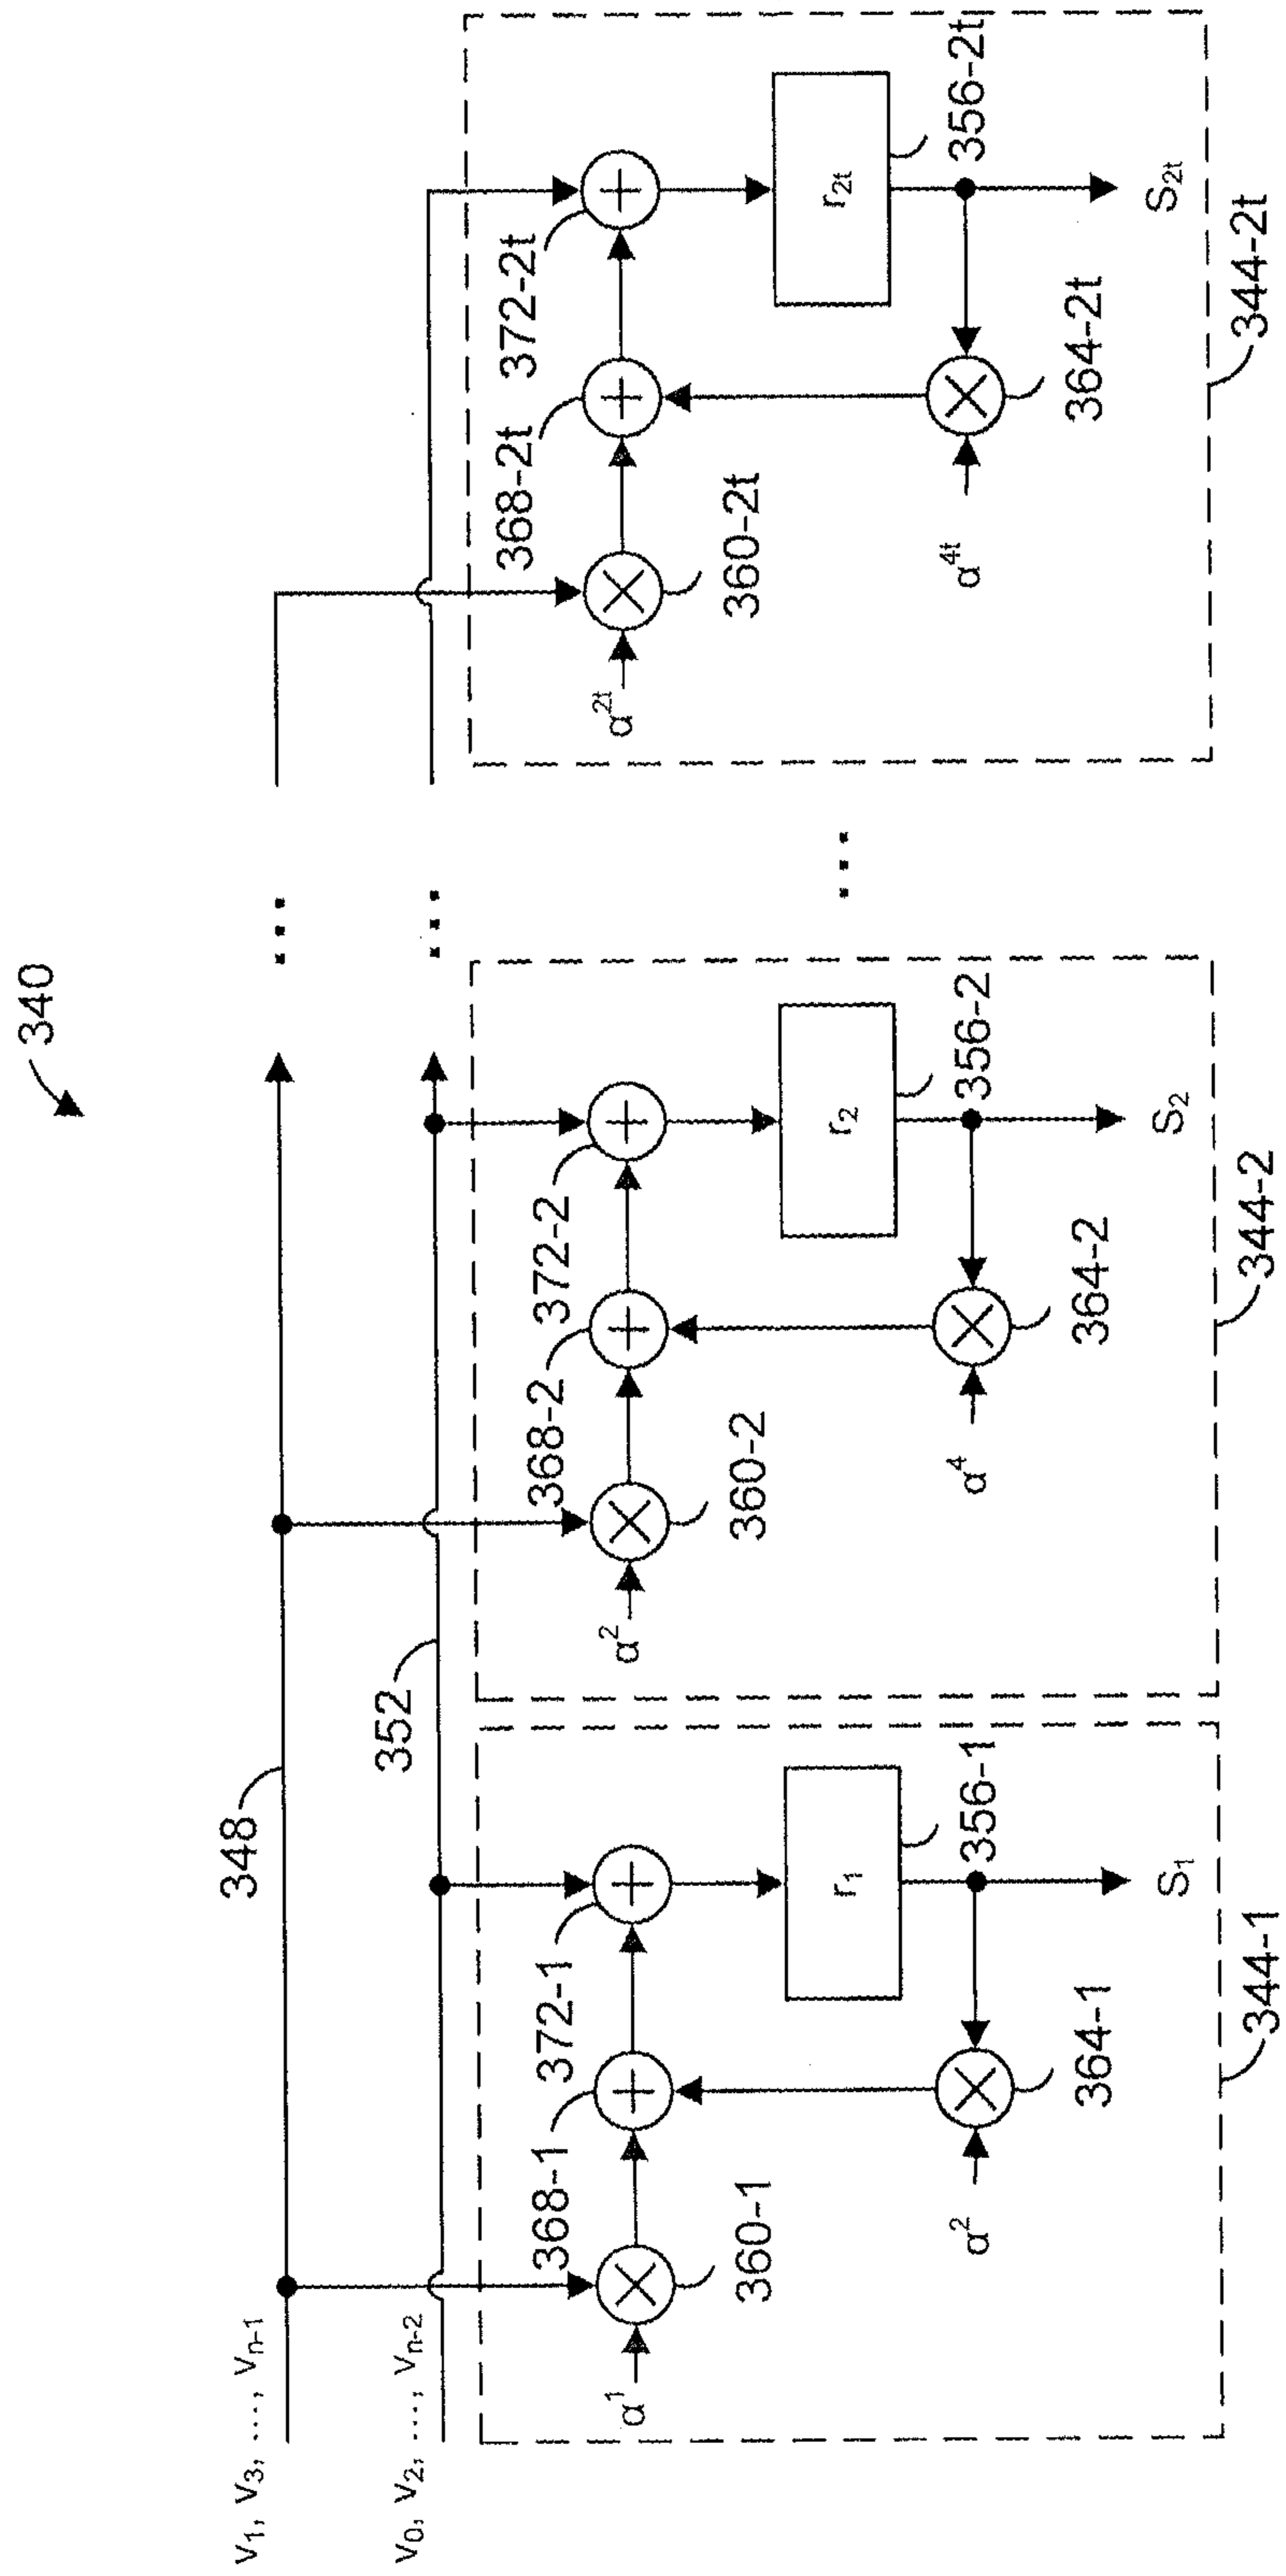 340
348
352
v₁, v₃, ...., vₙ₋₁
v₀, v₂, ...., vₙ₋₂
α¹
360-1
368-1
372-1
r₁
356-1
α²
364-1
S₁
344-1
α²
360-2
368-2
372-2
r₂
356-2
α⁴
364-2
S₂
344-2
...
...
...
α²ᵗ
360-2t
368-2t
372-2t
r₂ₜ
356-2t
α⁴ᵗ
364-2t
S₂ₜ
344-2t